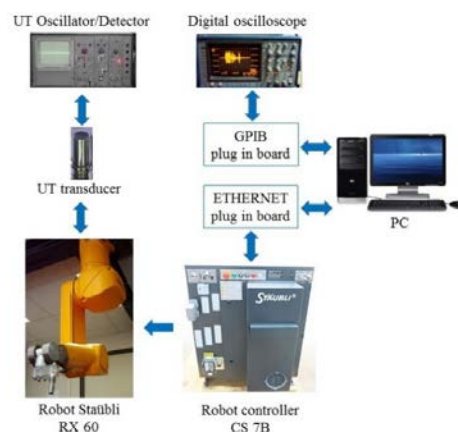 UT Oscillator/Detector
Digital oscilloscope
GPIB
plug in board
UT transducer
ETHERNET
plug in board
PC
STÄUBLI
Robot Staübli
RX 60
Robot controller
CS 7B